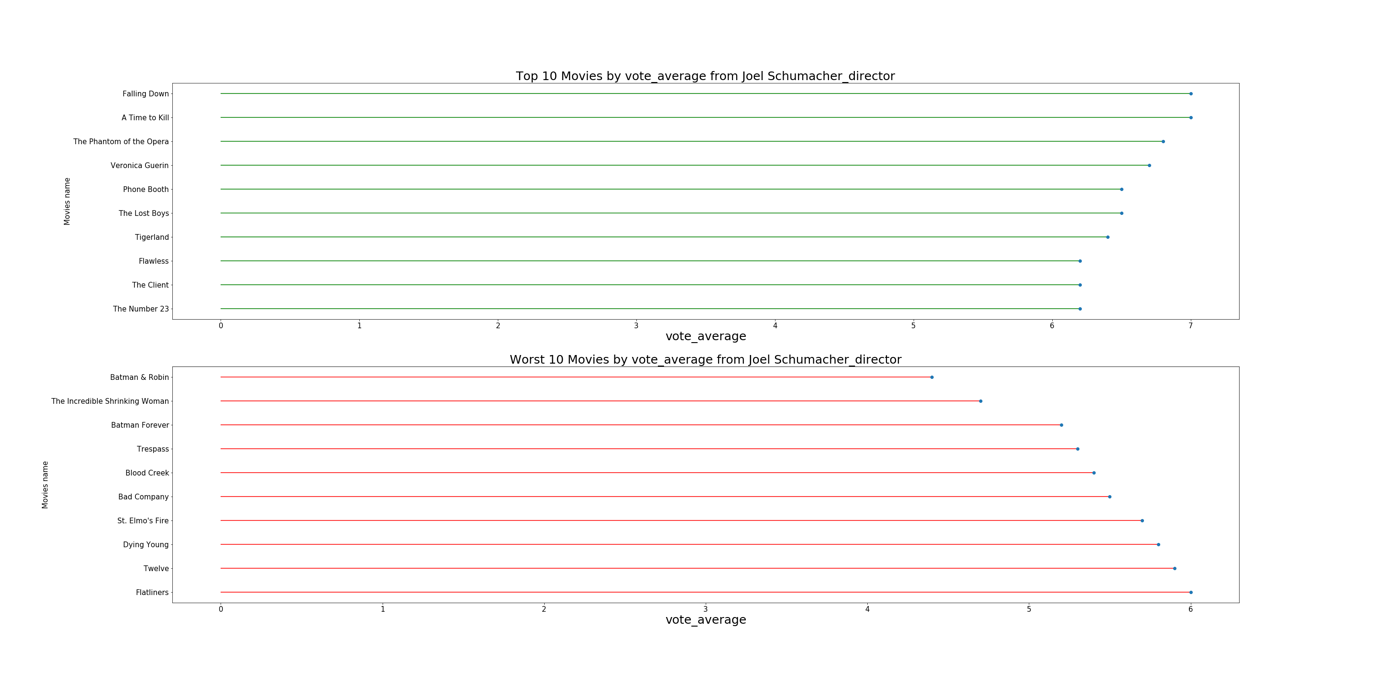 Top 10 Movies by vote_average from Joel Schumacher_director
Movies name
Falling Down
A Time to Kill
The Phantom of the Opera
Veronica Guerin
Phone Booth
The Lost Boys
Tigerland
Flawless
The Client
The Number 23
0 1 2 3 4 5 6 7
vote_average
Worst 10 Movies by vote_average from Joel Schumacher_director
Movies name
Batman & Robin
The Incredible Shrinking Woman
Batman Forever
Trespass
Blood Creek
Bad Company
St. Elmo's Fire
Dying Young
Twelve
Flatliners
0 1 2 3 4 5 6
vote_average